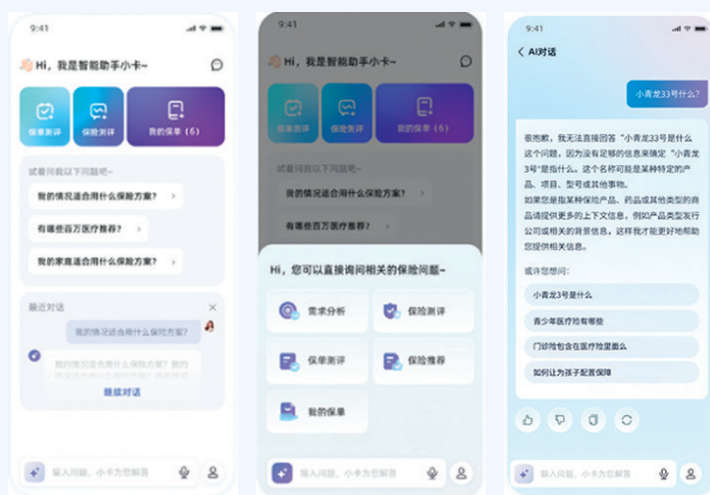 9:41
Hi，我是智能助手小卡~
保单测评
保险测评
我的保单（6）
试着问我以下问题吧~
我的情况适合用什么保险方案？
有哪些百万医疗推荐？
我的家庭适合用什么保险方案？
最近对话
我的情况适合用什么保险方案？
我的情况适合用什么保险方案？我的
继续对话
输入问题，小卡为您解答
9:41
Hi，我是智能助手小卡~
保单测评
保险测评
我的保单（6）
试着问我以下问题吧~
我的情况适合用什么保险方案？
有哪些百万医疗推荐？
Hi，您可以直接询问相关的保险问题~
需求分析
保险测评
保单测评
保险推荐
我的保单
输入问题，小卡为您解答
9:41
AI对话
小青龙33号什么？
很抱歉，我无法直接回答“小青龙33号是什么
这个问题，因为没有足够的信息来确定“小青龙
3号”是指什么。这个名称可能是某种特定的产
品、项目、型号或其他事物。
如果您是指某种保险产品、药品或其他类型的商
品请提供更多的上下文信息，例如产品类型发行
公司或相关的背景信息，这样我才能更好地帮助
您提供相关信息。
或许您想问：
小青龙3号是什么
青少年医疗险有哪些
门诊险包含在医疗险里面么
如何让为孩子配置保障
输入问题，小卡为您解答